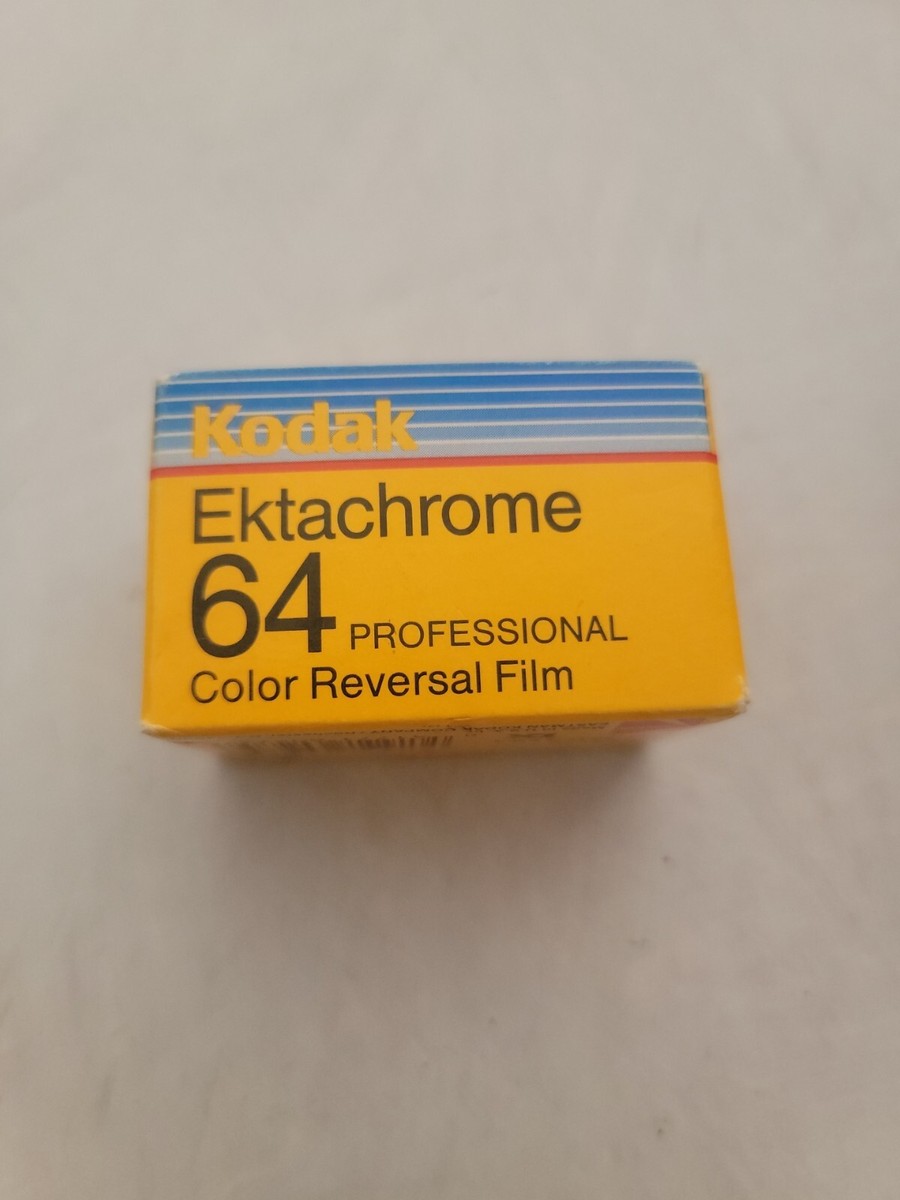 Kodak
Ektachrome
64 PROFESSIONAL
Color Reversal Film